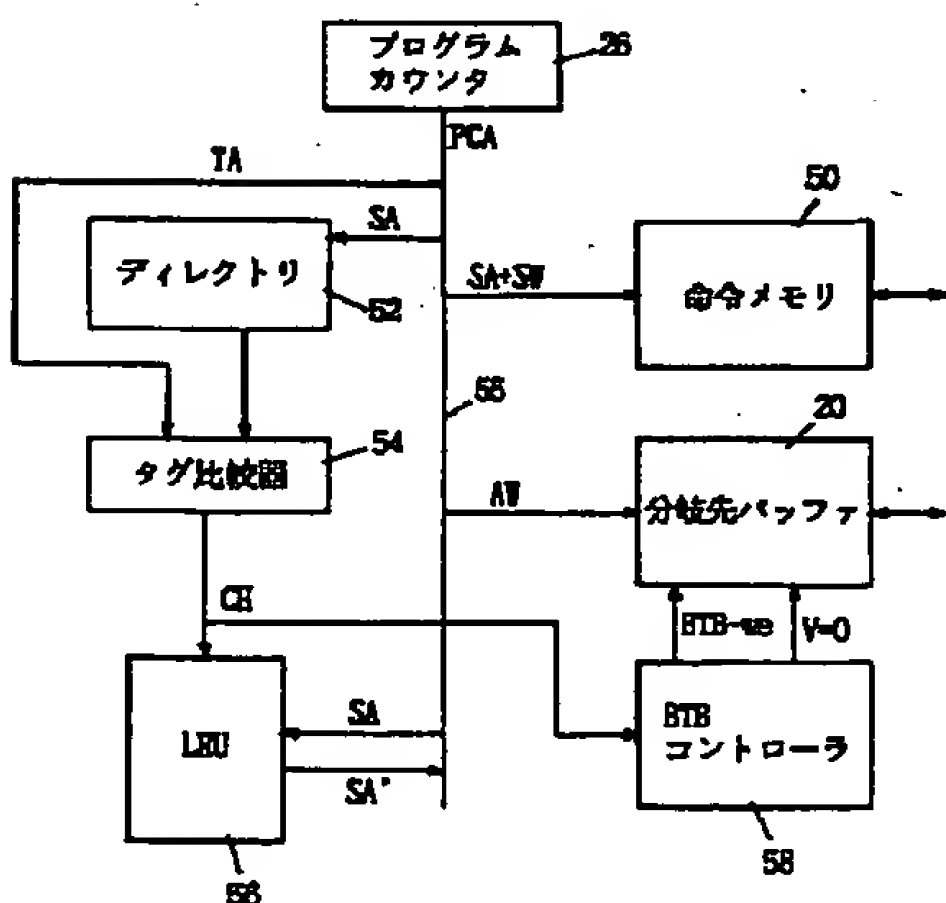 プログラム
カウンタ
26
PCA
TA
SA
ディレクトリ
52
SA+SW
50
命令メモリ
55
54
タグ比較器
20
AW
分岐先バッファ
CH
BTB-we
V=0
LRU
SA
SA'
BTB
コントローラ
56
58